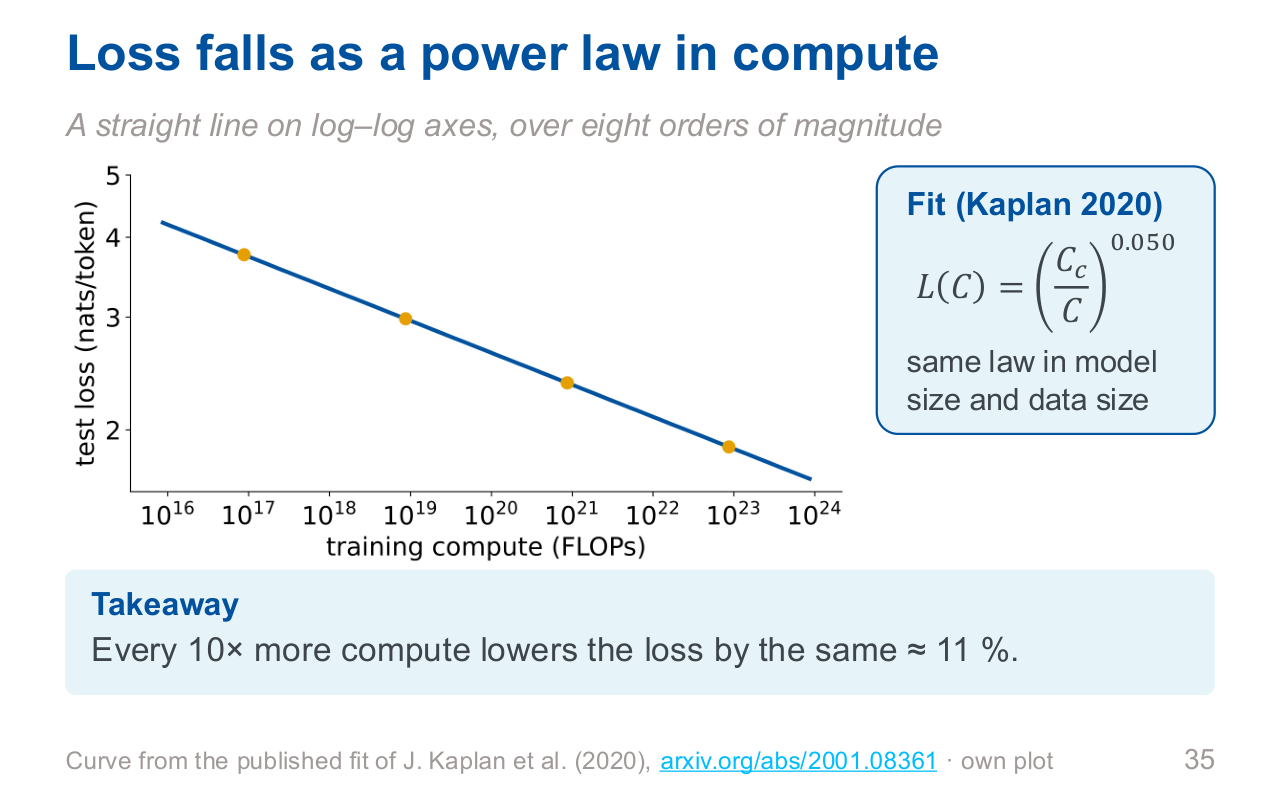 Loss falls as a power law in compute
A straight line on log–log axes, over eight orders of magnitude
5
4
3
2
test loss (nats/token)
10^16 10^17 10^18 10^19 10^20 10^21 10^22 10^23 10^24
training compute (FLOPs)
Fit (Kaplan 2020)
L(C) = (C_c / C)^0.050
same law in model
size and data size
Takeaway
Every 10× more compute lowers the loss by the same ≈ 11 %.
Curve from the published fit of J. Kaplan et al. (2020), arxiv.org/abs/2001.08361 · own plot
35